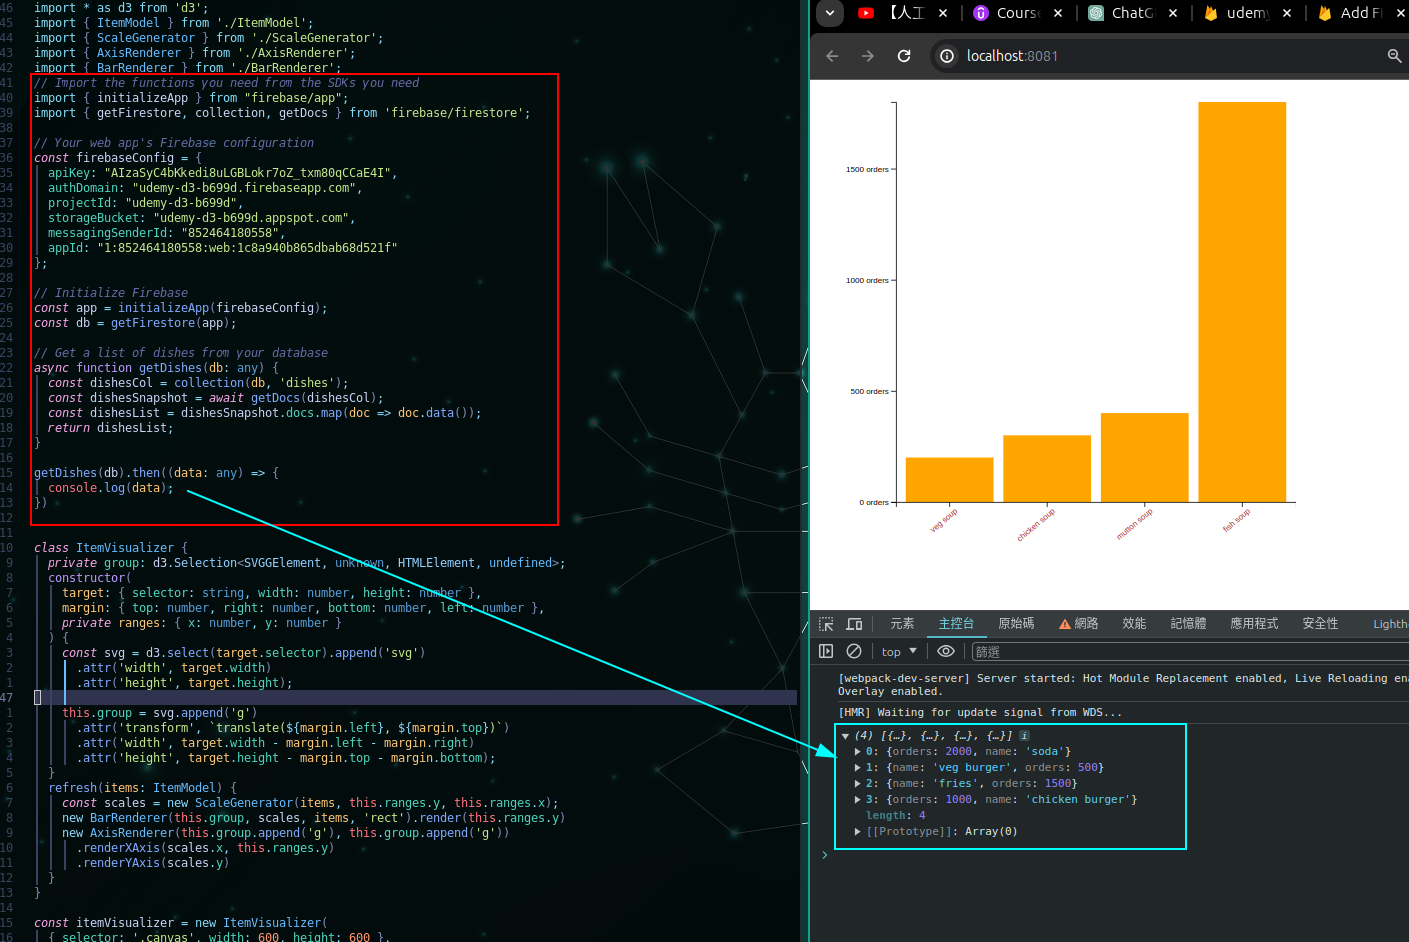 46 import * as d3 from 'd3';
45 import { ItemModel } from './ItemModel';
44 import { ScaleGenerator } from './ScaleGenerator';
43 import { AxisRenderer } from './AxisRenderer';
42 import { BarRenderer } from './BarRenderer';
41 // Import the functions you need from the SDKs you need
40 import { initializeApp } from "firebase/app";
39 import { getFirestore, collection, getDocs } from 'firebase/firestore';
38
37 // Your web app's Firebase configuration
36 const firebaseConfig = {
35 apiKey: "AIzaSyC4bKkedi8uLGBLokr7oZ_txm80qCCaE4I",
34 authDomain: "udemy-d3-b699d.firebaseapp.com",
33 projectId: "udemy-d3-b699d",
32 storageBucket: "udemy-d3-b699d.appspot.com",
31 messagingSenderId: "852464180558",
30 appId: "1:852464180558:web:1c8a940b865dbab68d521f"
29 };
28
27 // Initialize Firebase
26 const app = initializeApp(firebaseConfig);
25 const db = getFirestore(app);
24
23 // Get a list of dishes from your database
22 async function getDishes(db: any) {
21 const dishesCol = collection(db, 'dishes');
20 const dishesSnapshot = await getDocs(dishesCol);
19 const dishesList = dishesSnapshot.docs.map(doc => doc.data());
18 return dishesList;
17 }
16
15 getDishes(db).then((data: any) => {
14 console.log(data);
13 })
12
11
10 class ItemVisualizer {
9 private group: d3.Selection<SVGGElement, unknown, HTMLElement, undefined>;
8 constructor(
7 target: { selector: string, width: number, height: number },
6 margin: { top: number, right: number, bottom: number, left: number },
5 private ranges: { x: number, y: number }
4 ) {
3 const svg = d3.select(target.selector).append('svg')
2 .attr('width', target.width)
1 .attr('height', target.height);
47
1 this.group = svg.append('g')
2 .attr('transform', `translate(${margin.left}, ${margin.top})`)
3 .attr('width', target.width - margin.left - margin.right)
4 .attr('height', target.height - margin.top - margin.bottom);
5 }
6 refresh(items: ItemModel) {
7 const scales = new ScaleGenerator(items, this.ranges.y, this.ranges.x);
8 new BarRenderer(this.group, scales, items, 'rect').render(this.ranges.y)
9 new AxisRenderer(this.group.append('g'), this.group.append('g'))
10 .renderXAxis(scales.x, this.ranges.y)
11 .renderYAxis(scales.y)
12 }
13 }
14
15 const itemVisualizer = new ItemVisualizer(
16 { selector: '.canvas', width: 600, height: 600 },
【人工
Course
ChatG
udemy
Add Fi
localhost:8081
1500 orders
1000 orders
500 orders
0 orders
veg soup
chicken soup
mutton soup
fish soup
元素 主控台 原始碼 網路 效能 記憶體 應用程式 安全性 Lighth
top 篩選
[webpack-dev-server] Server started: Hot Module Replacement enabled, Live Reloading ena
Overlay enabled.
[HMR] Waiting for update signal from WDS...
(4) [{…}, {…}, {…}, {…}] i
0: {orders: 2000, name: 'soda'}
1: {name: 'veg burger', orders: 500}
2: {name: 'fries', orders: 1500}
3: {orders: 1000, name: 'chicken burger'}
length: 4
[[Prototype]]: Array(0)